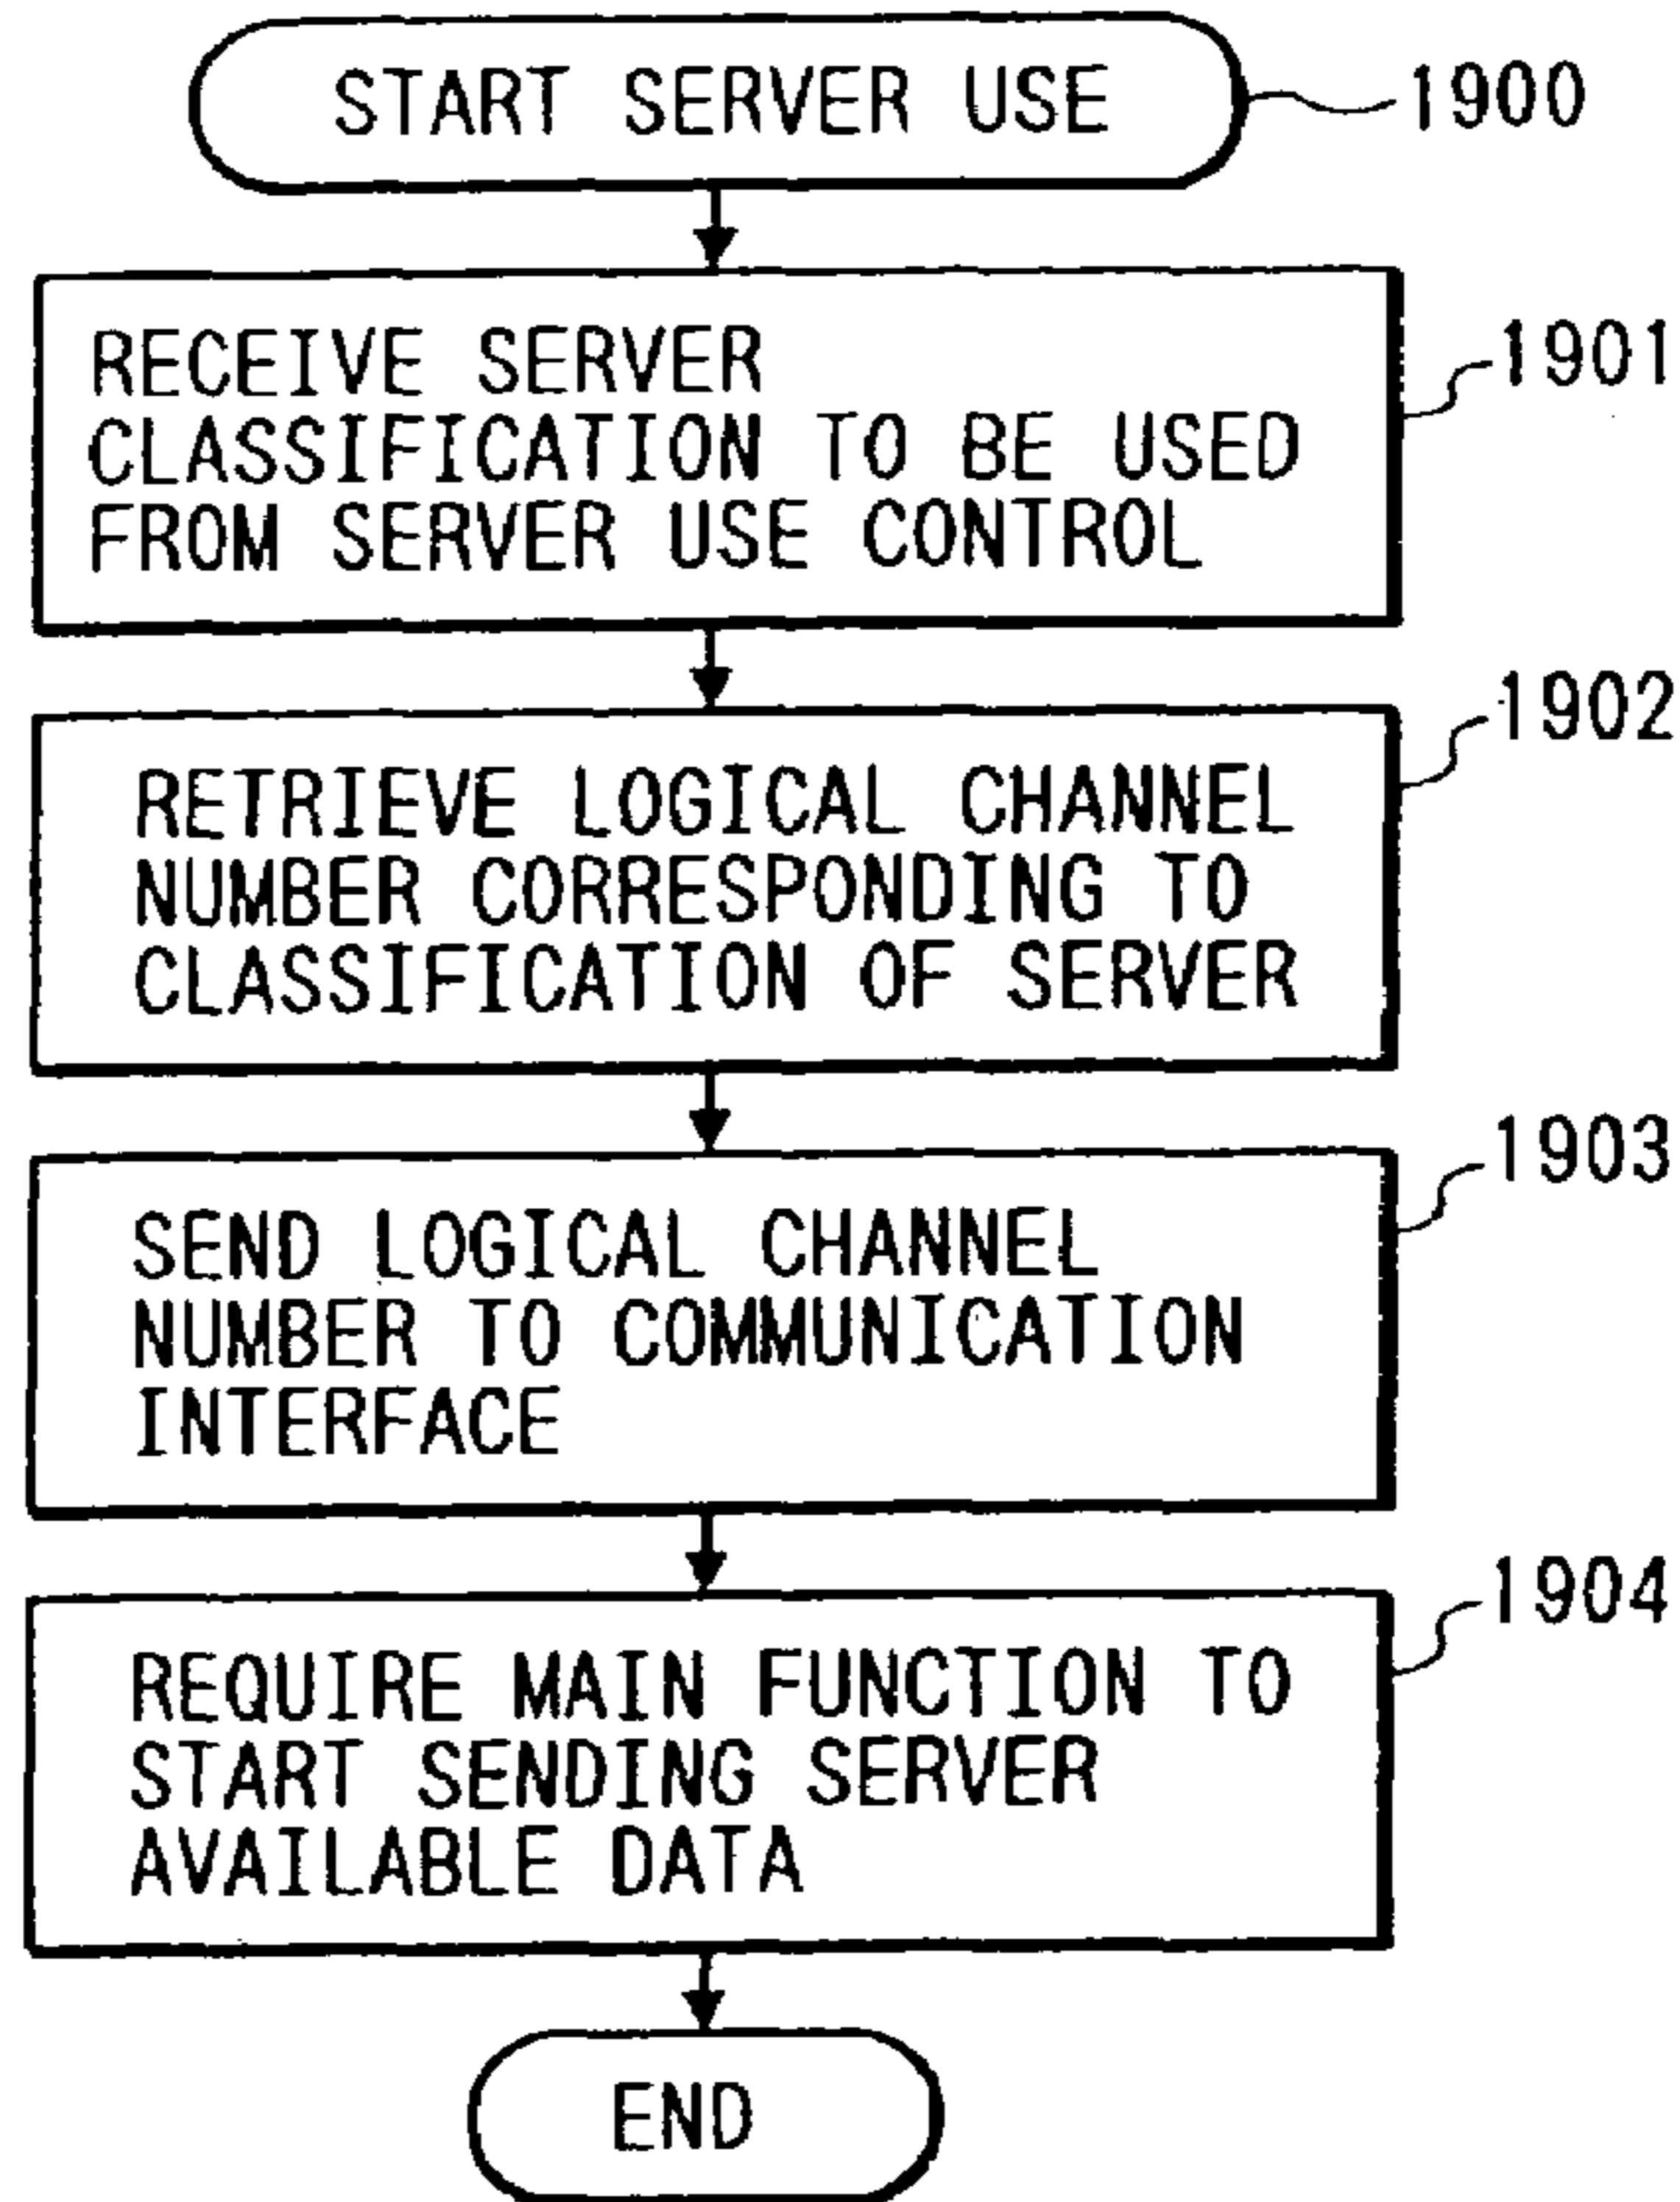 START SERVER USE
1900
RECEIVE SERVER
CLASSIFICATION TO BE USED
FROM SERVER USE CONTROL
1901
RETRIEVE LOGICAL CHANNEL
NUMBER CORRESPONDING TO
CLASSIFICATION OF SERVER
1902
SEND LOGICAL CHANNEL
NUMBER TO COMMUNICATION
INTERFACE
1903
REQUIRE MAIN FUNCTION TO
START SENDING SERVER
AVAILABLE DATA
1904
END